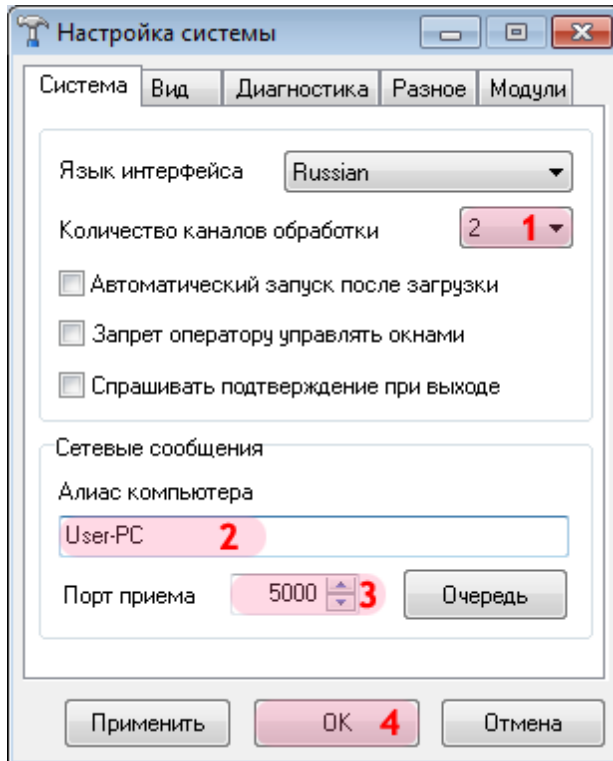 Настройка системы
Система Вид Диагностика Разное Модули
Язык интерфейса Russian
Количество каналов обработки 2 1
Автоматический запуск после загрузки
Запрет оператору управлять окнами
Спрашивать подтверждение при выходе
Сетевые сообщения
Алиас компьютера
User-PC 2
Порт приема 5000 3 Очередь
Применить OK 4 Отмена